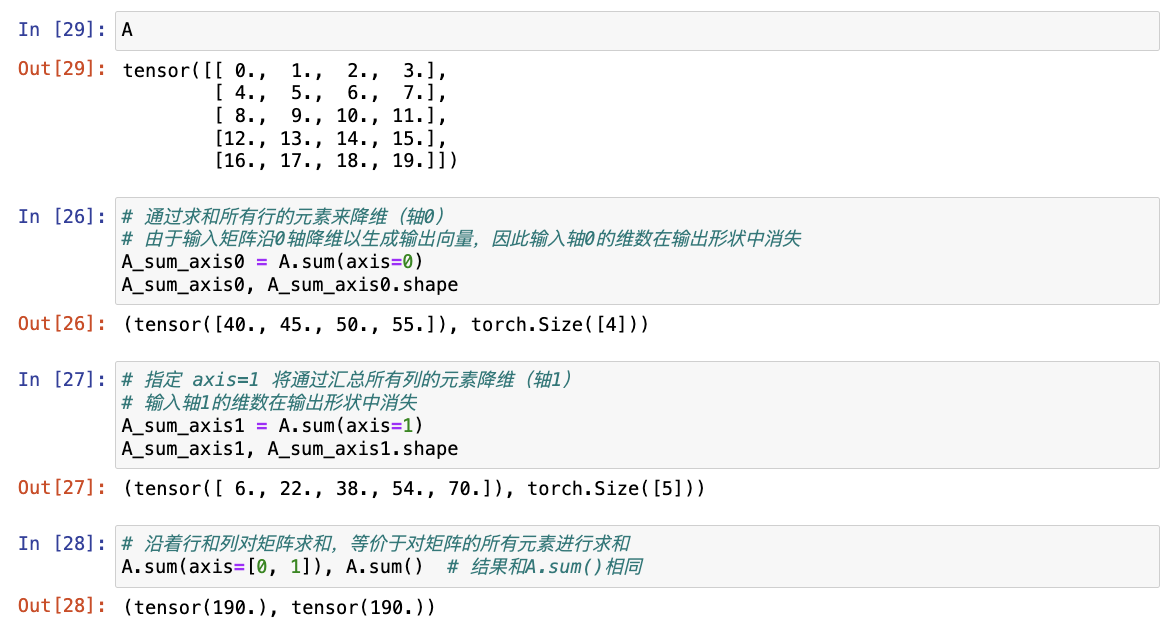 In [29]: A
Out[29]: tensor([[ 0.,  1.,  2.,  3.],
        [ 4.,  5.,  6.,  7.],
        [ 8.,  9., 10., 11.],
        [12., 13., 14., 15.],
        [16., 17., 18., 19.]])
In [26]: # 通过求和所有行的元素来降维（轴0）
# 由于输入矩阵沿0轴降维以生成输出向量，因此输入轴0的维数在输出形状中消失
A_sum_axis0 = A.sum(axis=0)
A_sum_axis0, A_sum_axis0.shape
Out[26]: (tensor([40., 45., 50., 55.]), torch.Size([4]))
In [27]: # 指定 axis=1 将通过汇总所有列的元素降维（轴1）
# 输入轴1的维数在输出形状中消失
A_sum_axis1 = A.sum(axis=1)
A_sum_axis1, A_sum_axis1.shape
Out[27]: (tensor([ 6., 22., 38., 54., 70.]), torch.Size([5]))
In [28]: # 沿着行和列对矩阵求和，等价于对矩阵的所有元素进行求和
A.sum(axis=[0, 1]), A.sum()  # 结果和A.sum()相同
Out[28]: (tensor(190.), tensor(190.))